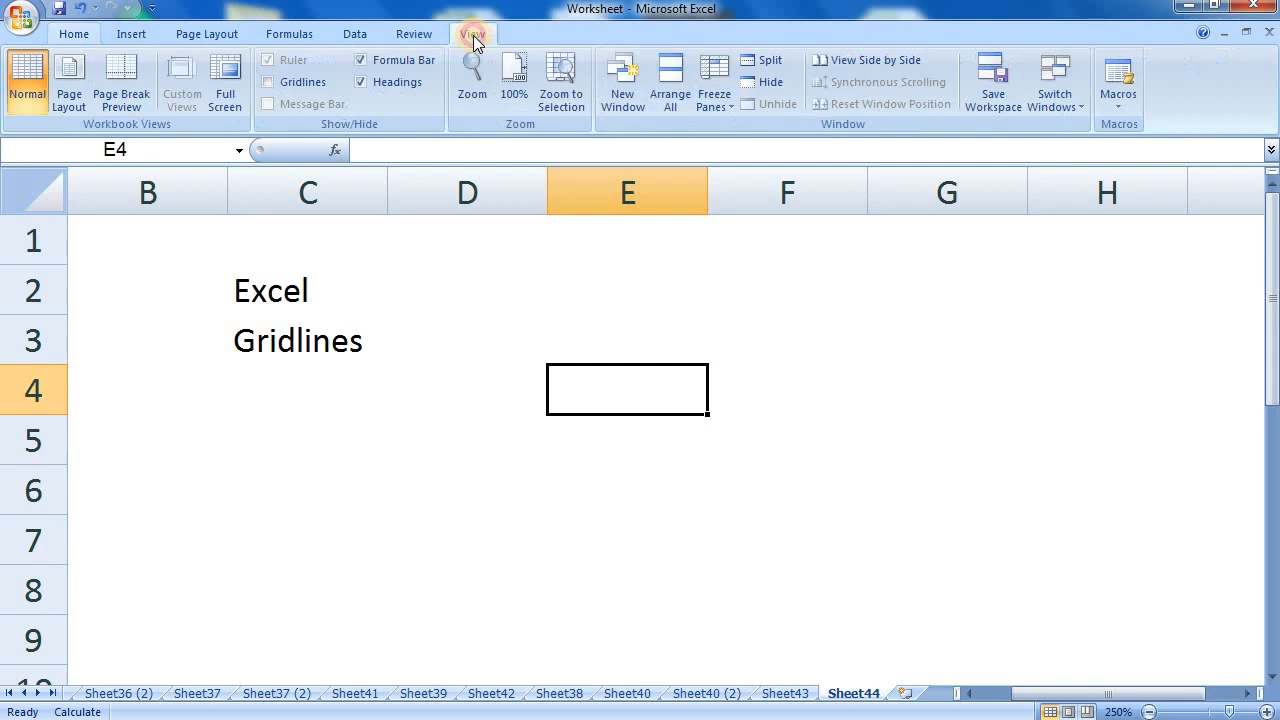 Worksheet - Microsoft Excel
Home Insert Page Layout Formulas Data Review View
Ruler Formula Bar
Gridlines Headings
Message Bar
Normal Page Layout Page Break Preview Custom Views Full Screen
Zoom 100% Zoom to Selection
New Window Arrange All Freeze Panes
Split View Side by Side
Hide Synchronous Scrolling
Unhide Reset Window Position
Save Workspace Switch Windows Macros
Workbook Views Show/Hide Zoom Window Macros
E4 fx
B C D E F G H
1
2 Excel
3 Gridlines
4
5
6
7
8
9
10
Sheet36 (2) Sheet37 Sheet37 (2) Sheet41 Sheet39 Sheet42 Sheet38 Sheet40 Sheet40 (2) Sheet43 Sheet44
Ready Calculate 250%